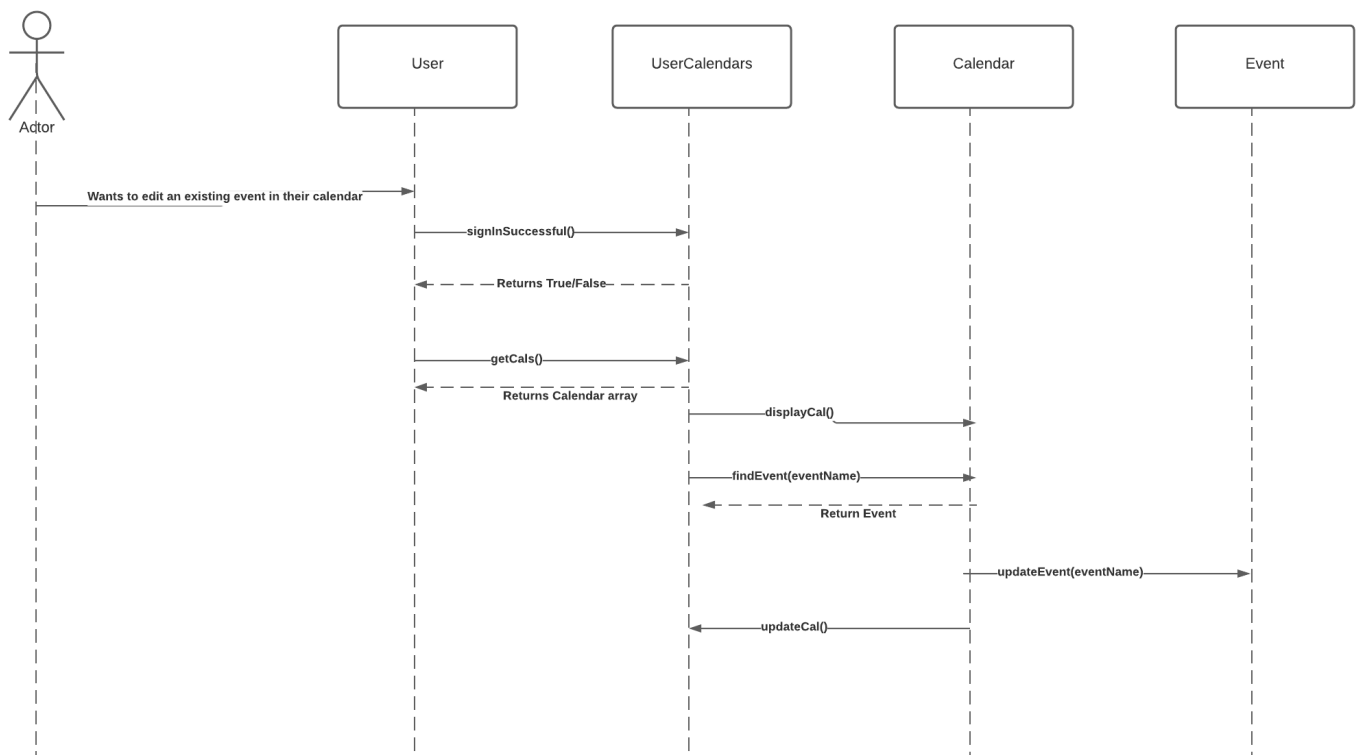 User
UserCalendars
Calendar
Event
Actor
Wants to edit an existing event in their calendar
signInSuccessful()
Returns True/False
getCals()
Returns Calendar array
displayCal()
findEvent(eventName)
Return Event
updateEvent(eventName)
updateCal()